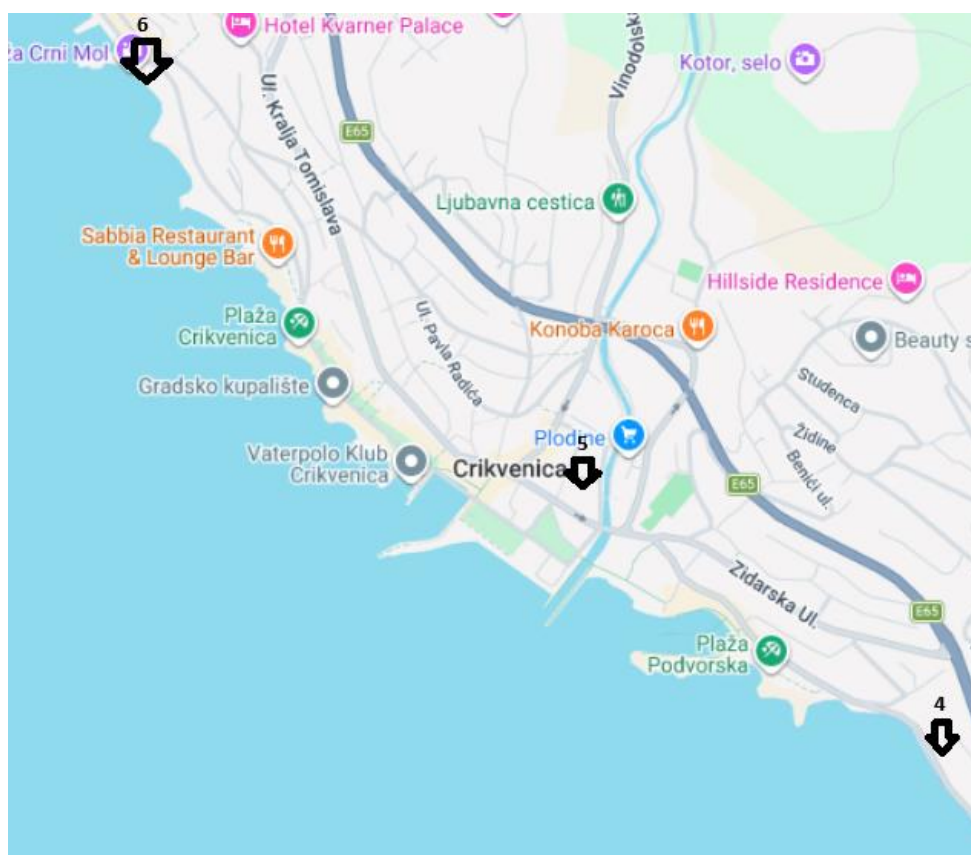 6
Hotel Kvarner Palace
ža Crni Mol
Vinodolsk
Kotor, selo
E65
Ul. Kralja Tomislava
Ljubavna cestica
Sabbia Restaurant
& Lounge Bar
Hillside Residence
Plaža
Crikvenica
Ul. Pavla Radića
Konoba Karoca
Beauty s
Gradsko kupalište
Studenca
Plodine
Židine
5
Vaterpolo Klub
Crikvenica
Crikvenica
Benići ul.
E65
Zidarska Ul.
E65
Plaža
Podvorska
4